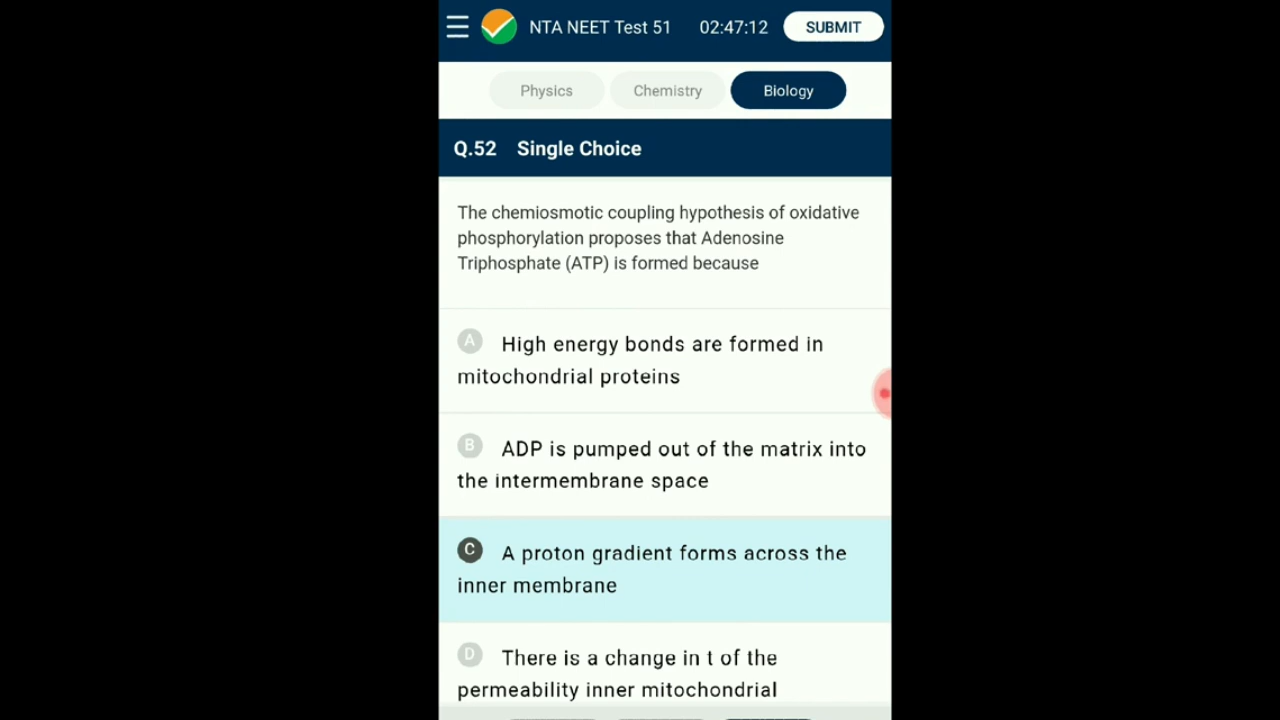 NTA NEET Test 51 02:47:12 SUBMIT
Physics Chemistry Biology
Q.52 Single Choice
The chemiosmotic coupling hypothesis of oxidative
phosphorylation proposes that Adenosine
Triphosphate (ATP) is formed because
A High energy bonds are formed in
mitochondrial proteins
B ADP is pumped out of the matrix into
the intermembrane space
C A proton gradient forms across the
inner membrane
D There is a change in t of the
permeability inner mitochondrial